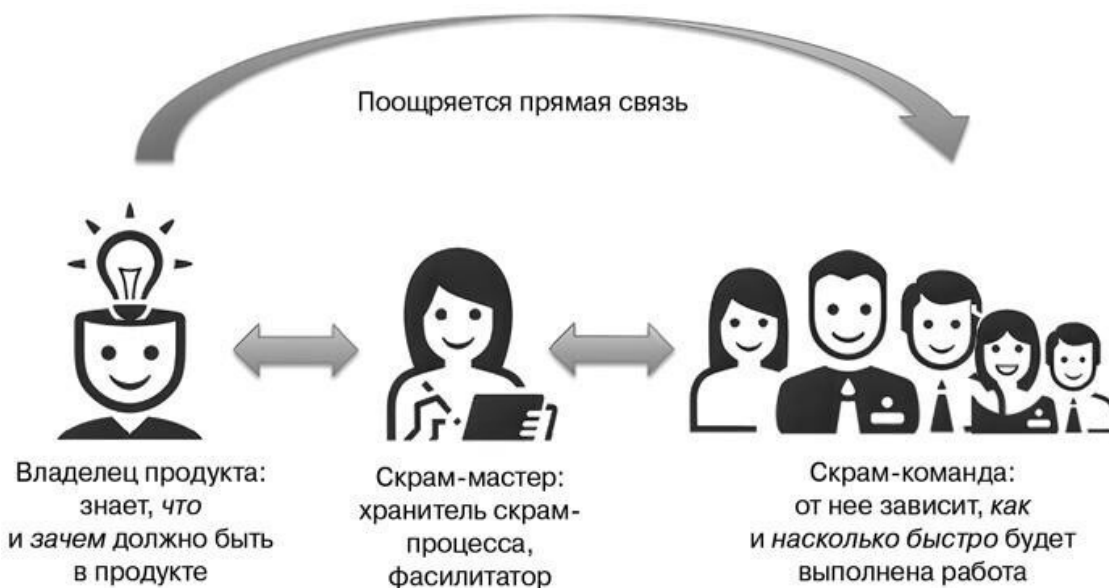 Поощряется прямая связь
Владелец продукта:
знает, что
и зачем должно быть
в продукте
Скрам-мастер:
хранитель скрам-
процесса,
фасилитатор
Скрам-команда:
от нее зависит, как
и насколько быстро будет
выполнена работа